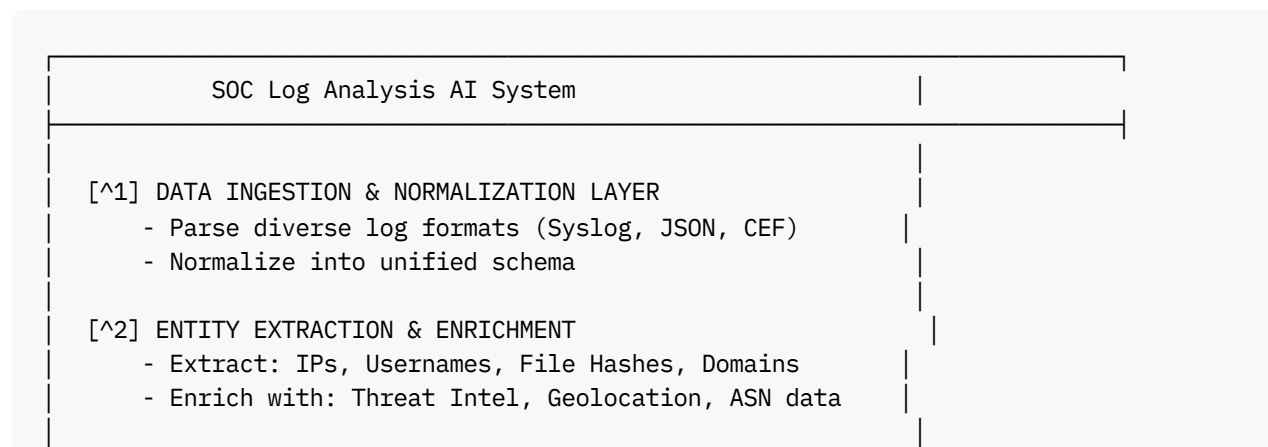 SOC Log Analysis AI System
[^1] DATA INGESTION & NORMALIZATION LAYER
- Parse diverse log formats (Syslog, JSON, CEF)
- Normalize into unified schema
[^2] ENTITY EXTRACTION & ENRICHMENT
- Extract: IPs, Usernames, File Hashes, Domains
- Enrich with: Threat Intel, Geolocation, ASN data